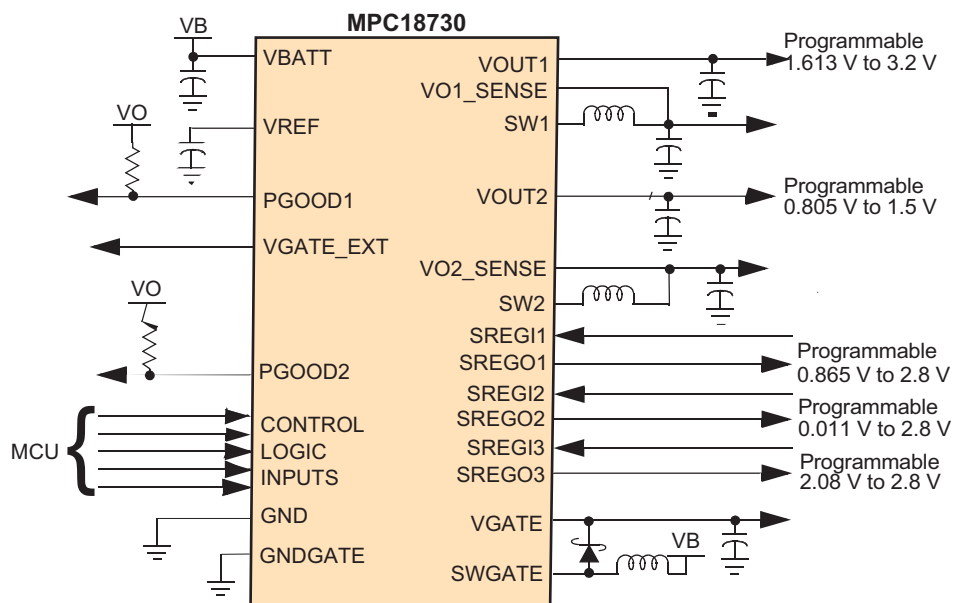 MPC18730
VB
VBATT
VREF
VO
PGOOD1
VGATE_EXT
VO
PGOOD2
MCU {
CONTROL
LOGIC
INPUTS
GND
GNDGATE
VOUT1
Programmable
1.613 V to 3.2 V
VO1_SENSE
SW1
VOUT2
Programmable
0.805 V to 1.5 V
VO2_SENSE
SW2
SREGI1
SREGO1
Programmable
0.865 V to 2.8 V
SREGI2
SREGO2
Programmable
0.011 V to 2.8 V
SREGI3
SREGO3
Programmable
2.08 V to 2.8 V
VGATE
VB
SWGATE